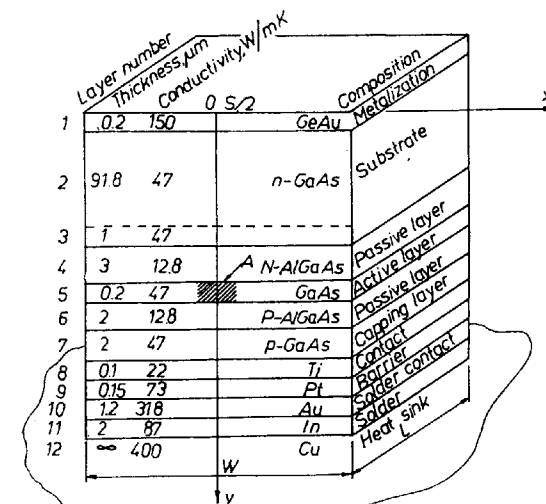 Layer number
Thickness, μm
Conductivity, W/mK
0 S/2
x
Composition
Metalization
1 0.2 150 GeAu
Substrate
2 91.8 47 n-GaAs
3 1 47
Passive layer
4 3 12.8 A N-AlGaAs
Active layer
5 0.2 47 GaAs
Passive layer
6 2 12.8 P-AlGaAs
Capping layer
7 2 47 p-GaAs
Contact
8 0.1 22 Ti
Barrier
9 0.15 73 Pt
Solder contact
10 1.2 318 Au
Solder
11 2 87 In
Heat sink
L
12 ∞ 400 Cu
W
y